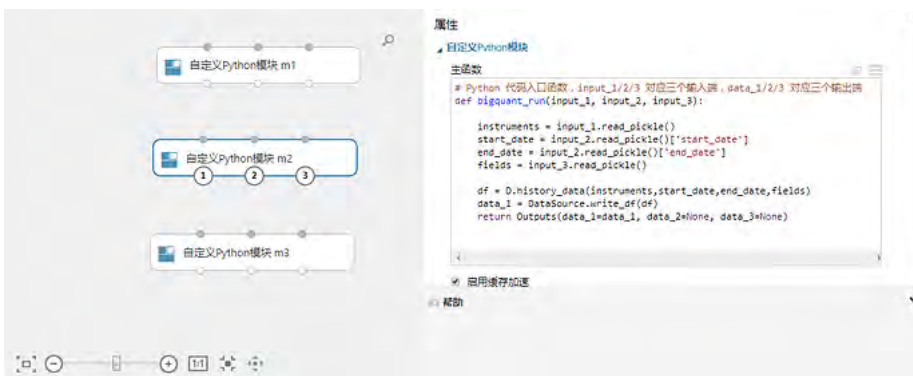 自定义Python模块 m1
自定义Python模块 m2
1 2 3
自定义Python模块 m3
1:1
属性
自定义Python模块
主函数
# Python 代码入口函数，input_1/2/3 对应三个输入端，data_1/2/3 对应三个输出端
def bigquant_run(input_1, input_2, input_3):
instruments = input_1.read_pickle()
start_date = input_2.read_pickle()['start_date']
end_date = input_2.read_pickle()['end_date']
fields = input_3.read_pickle()
df = D.history_data(instruments,start_date,end_date,fields)
data_1 = DataSource.write_df(df)
return Outputs(data_1=data_1, data_2=None, data_3=None)
启用缓存加速
帮助